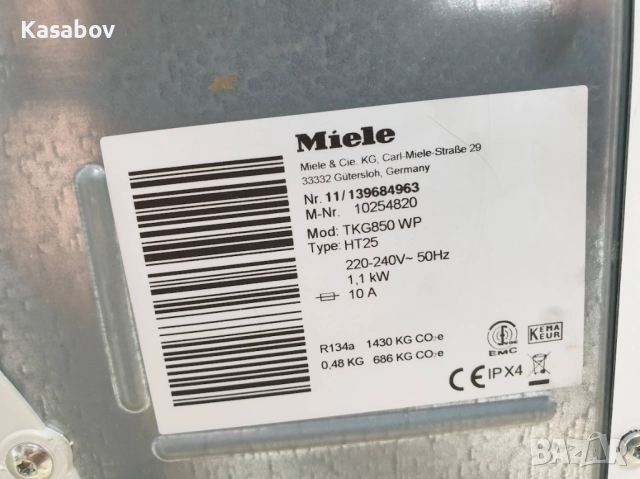 Kasabov
Miele
Miele & Cie. KG, Carl-Miele-Straße 29
33332 Gütersloh, Germany
Nr. 11/139684963
M-Nr. 10254820
Mod: TKG850 WP
Type: HT25
220-240V~ 50Hz
1,1 kW
10 A
R134a 1430 KG CO₂e
0,48 KG 686 KG CO₂e
EMC
KEMA
KEUR
CE IPX4
BAZAR